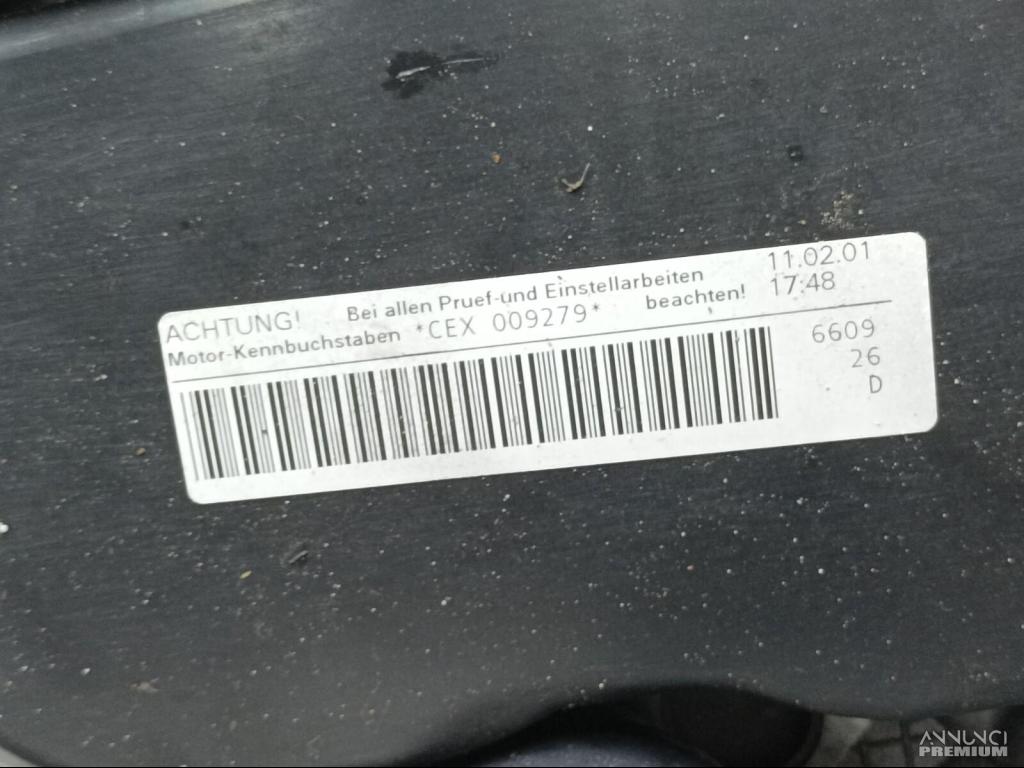 ACHTUNG! Bei allen Pruef-und Einstellarbeiten 11.02.01
Motor-Kennbuchstaben *CEX 009279* beachten! 17:48
6609
26
D
ANNUNCI
PREMIUM